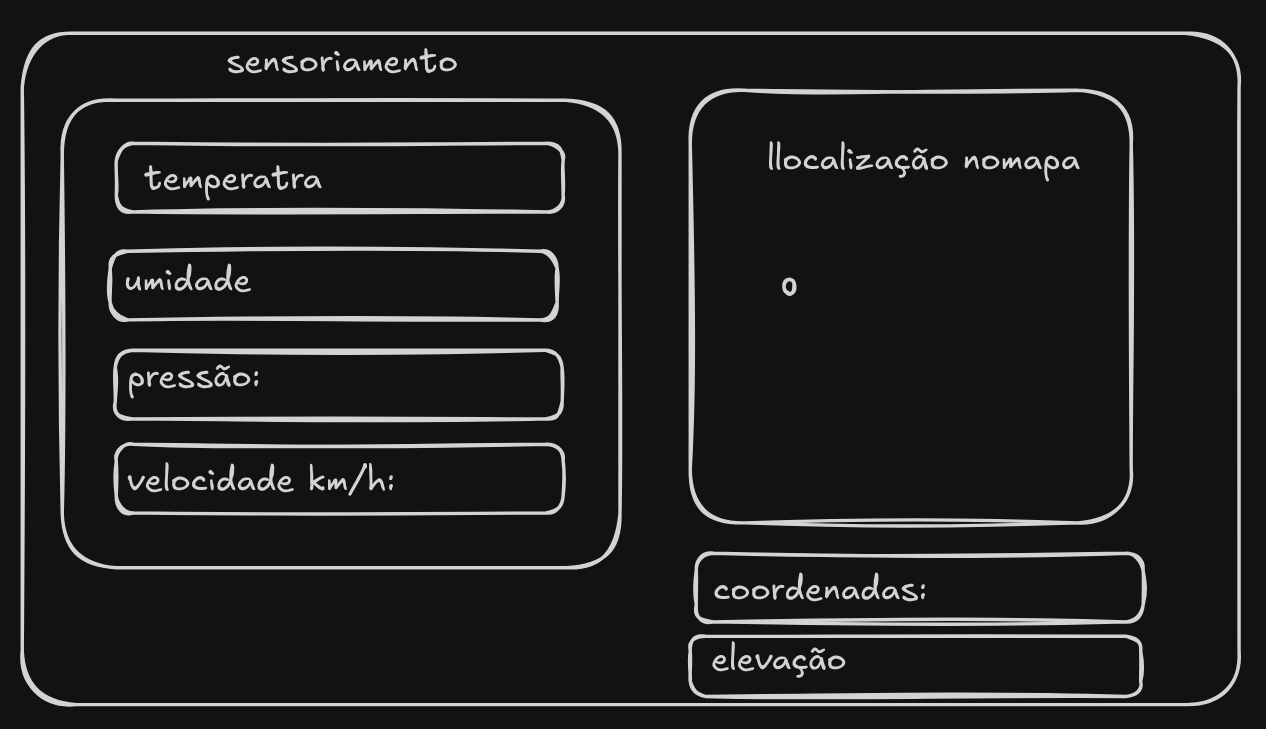 sensoriamento
temperatra
umidade
pressão:
velocidade km/h:
llocalização nomapa
o
coordenadas:
elevação